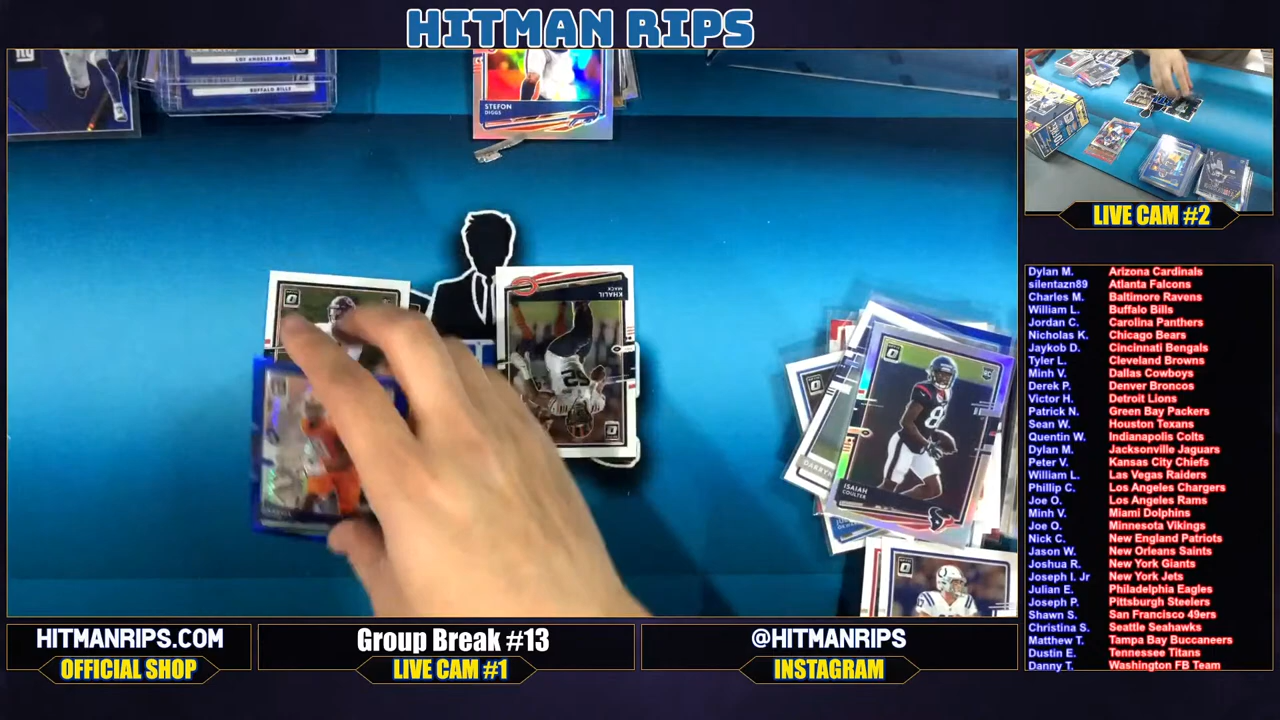 HITMAN RIPS
LOS ANGELES RAMS
BUFFALO BILLS
STEFON
DIGGS
KHALIL
MACK
ISAIAH
COULTER
LIVE CAM #2
Dylan M. Arizona Cardinals
silentazn89 Atlanta Falcons
Charles M. Baltimore Ravens
William L. Buffalo Bills
Jordan C. Carolina Panthers
Nicholas K. Chicago Bears
Jaykob D. Cincinnati Bengals
Tyler L. Cleveland Browns
Minh V. Dallas Cowboys
Derek P. Denver Broncos
Victor H. Detroit Lions
Patrick N. Green Bay Packers
Sean W. Houston Texans
Quentin W. Indianapolis Colts
Dylan M. Jacksonville Jaguars
Peter V. Kansas City Chiefs
William L. Las Vegas Raiders
Phillip C. Los Angeles Chargers
Joe O. Los Angeles Rams
Minh V. Miami Dolphins
Joe O. Minnesota Vikings
Nick C. New England Patriots
Jason W. New Orleans Saints
Joshua R. New York Giants
Joseph I. Jr New York Jets
Julian E. Philadelphia Eagles
Joseph P. Pittsburgh Steelers
Shawn S. San Francisco 49ers
Christina S. Seattle Seahawks
Matthew T. Tampa Bay Buccaneers
Dustin E. Tennessee Titans
Danny T. Washington FB Team
HITMANRIPS.COM
OFFICIAL SHOP
Group Break #13
LIVE CAM #1
@HITMANRIPS
INSTAGRAM